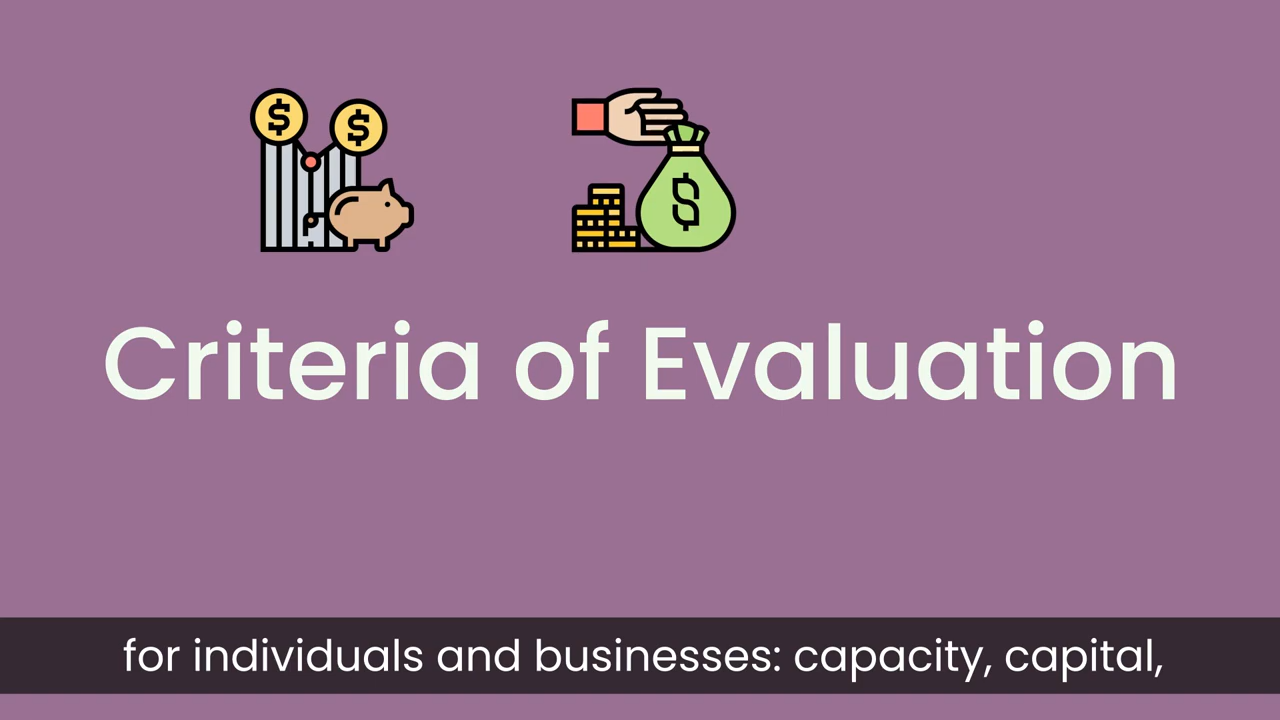 $ $
$
Criteria of Evaluation
for individuals and businesses: capacity, capital,